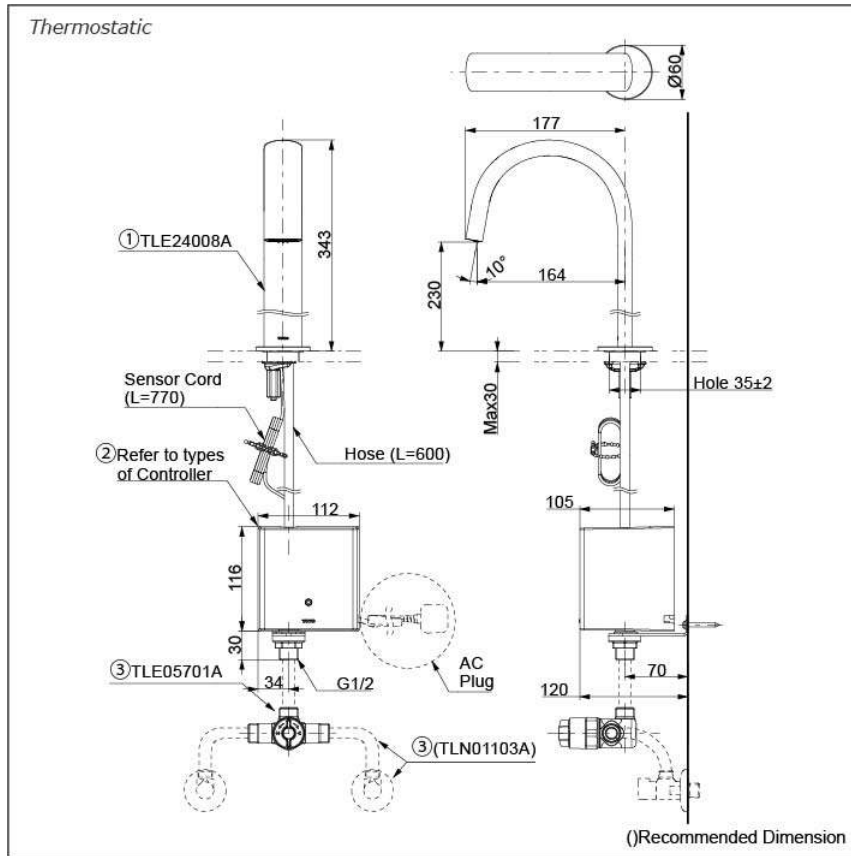 Thermostatic
Ø60
177
①TLE24008A
343
230
10°
164
Max30
Hole 35±2
Sensor Cord
(L=770)
Hose (L=600)
②Refer to types
of Controller
112
105
116
30
34
G1/2
AC
Plug
70
120
③TLE05701A
③(TLN01103A)
()Recommended Dimension